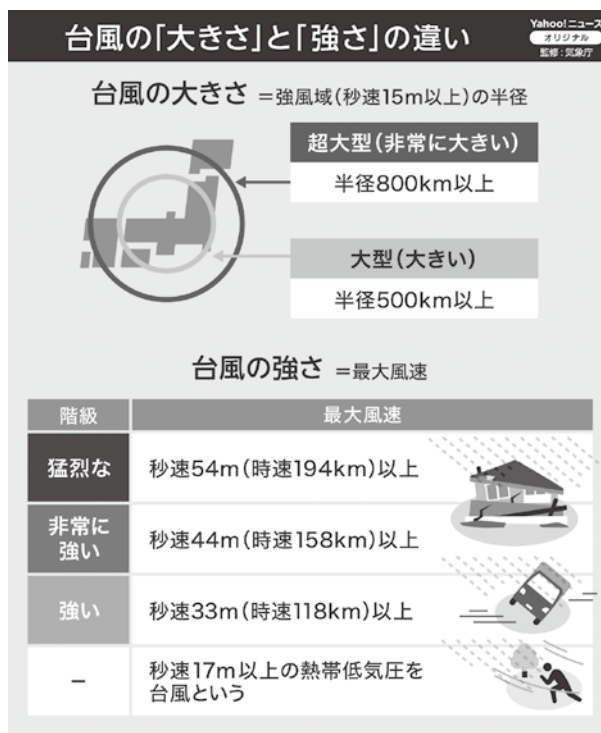 台風の「大きさ」と「強さ」の違い
Yahoo!ニュース
オリジナル
監修:気象庁
台風の大きさ =強風域(秒速15m以上)の半径
超大型(非常に大きい)
半径800km以上
大型(大きい)
半径500km以上
台風の強さ =最大風速
階級 最大風速
猛烈な 秒速54m(時速194km)以上
非常に
強い
秒速44m(時速158km)以上
強い 秒速33m(時速118km)以上
– 秒速17m以上の熱帯低気圧を
台風という